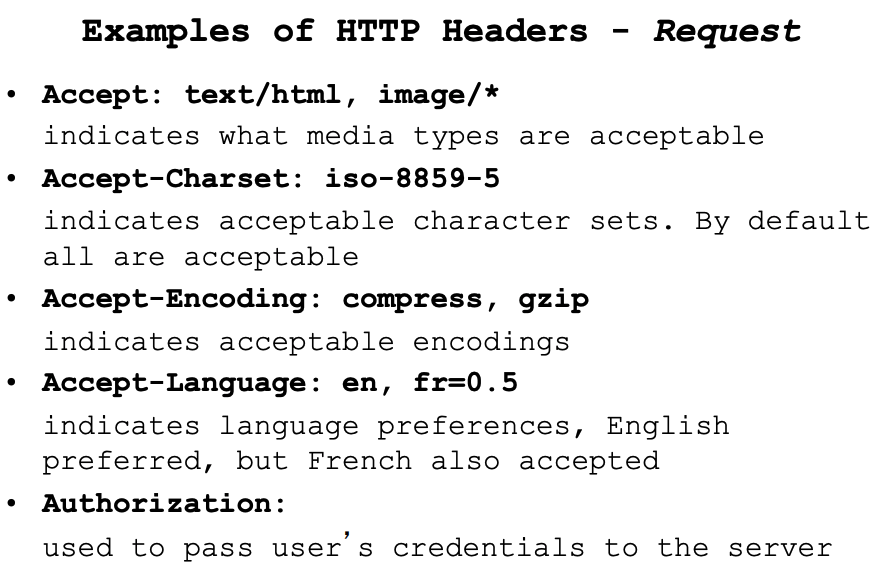 Examples of HTTP Headers - Request
• Accept: text/html, image/*
indicates what media types are acceptable
• Accept-Charset: iso-8859-5
indicates acceptable character sets. By default
all are acceptable
• Accept-Encoding: compress, gzip
indicates acceptable encodings
• Accept-Language: en, fr=0.5
indicates language preferences, English
preferred, but French also accepted
• Authorization:
used to pass user’s credentials to the server